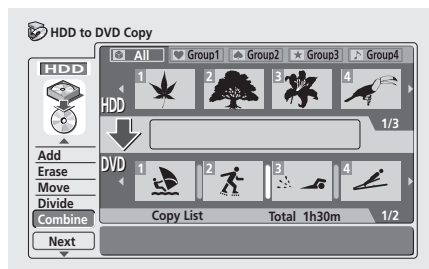 HDD to DVD Copy
All Group1 Group2 Group3 Group4
HDD
1 2 3 4
HDD
1/3
Add
Erase
Move
Divide
Combine
Next
DVD
1 2 3 4
Copy List Total 1h30m 1/2